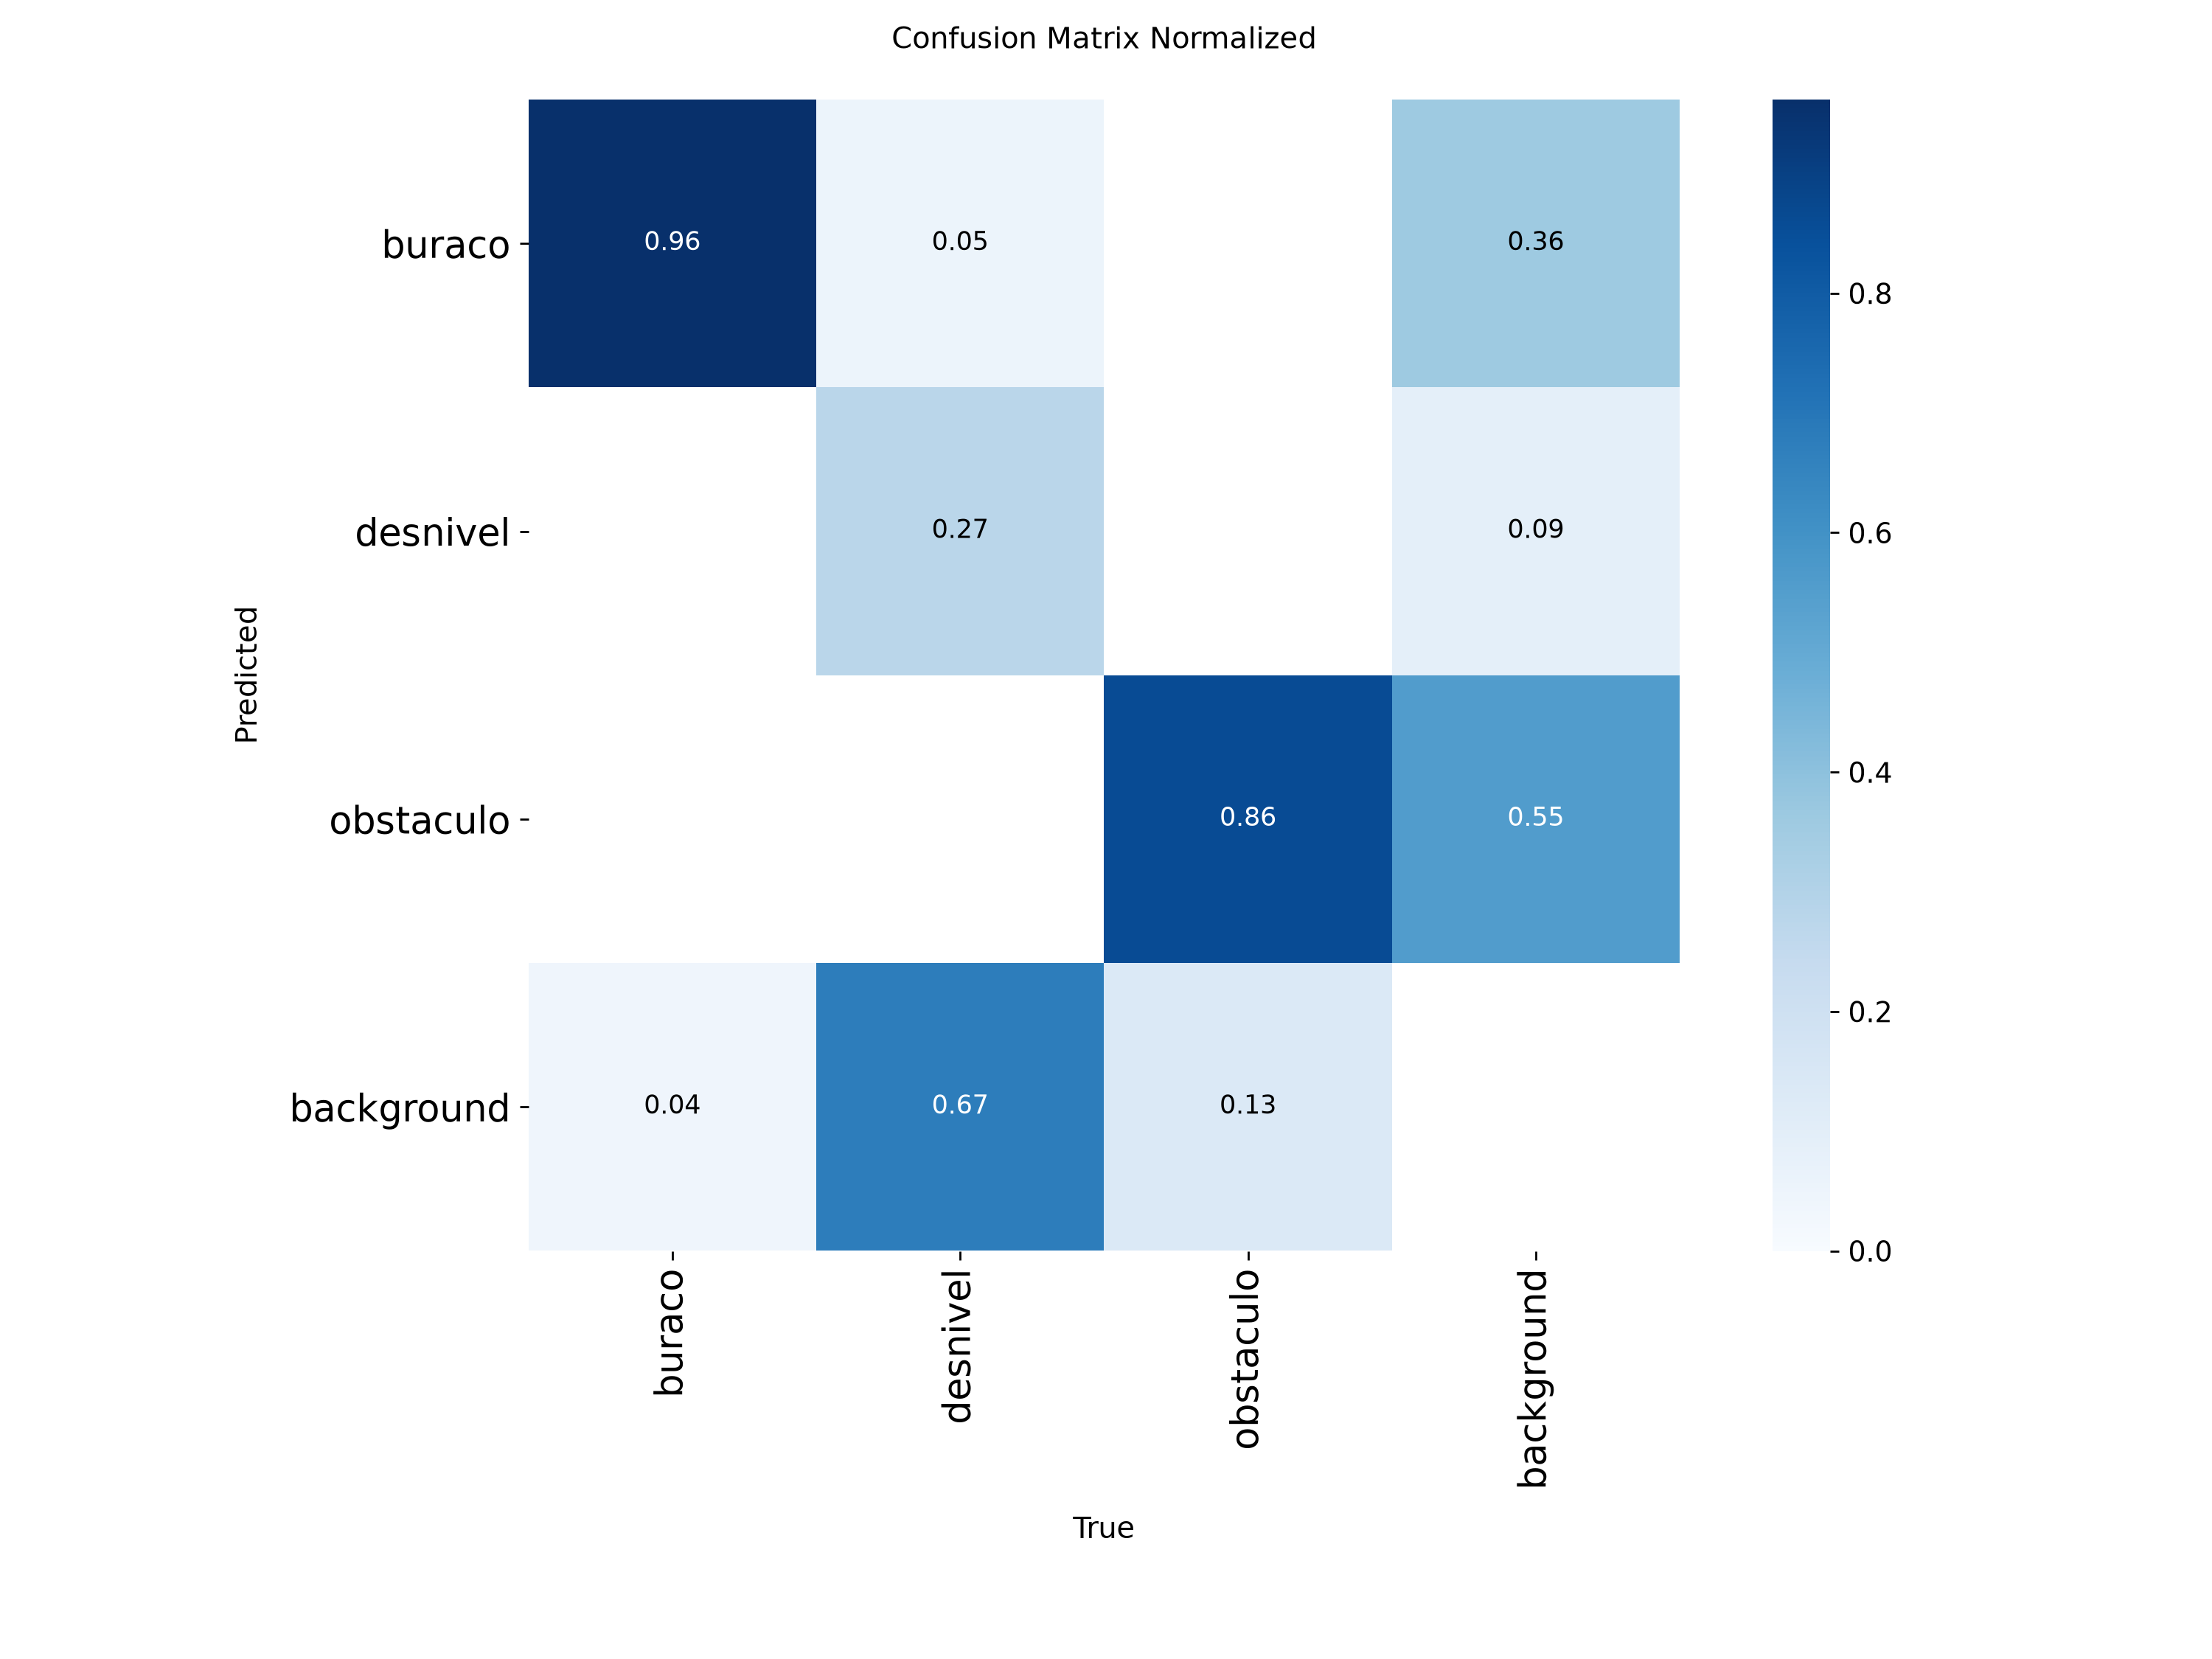 Confusion Matrix Normalized
buraco
0.96
0.05
0.36
0.8
desnivel
0.27
0.09
0.6
Predicted
obstaculo
0.86
0.55
0.4
background
0.04
0.67
0.13
0.2
0.0
buraco
desnivel
obstaculo
background
True